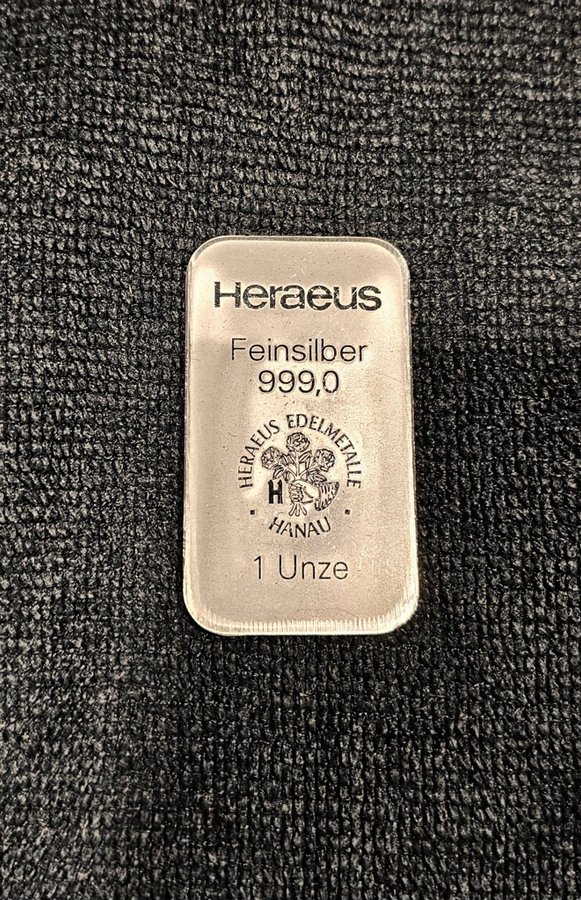 Heraeus
Feinsilber
999,0
HERAEUS EDELMETALLE
H
· HANAU ·
1 Unze